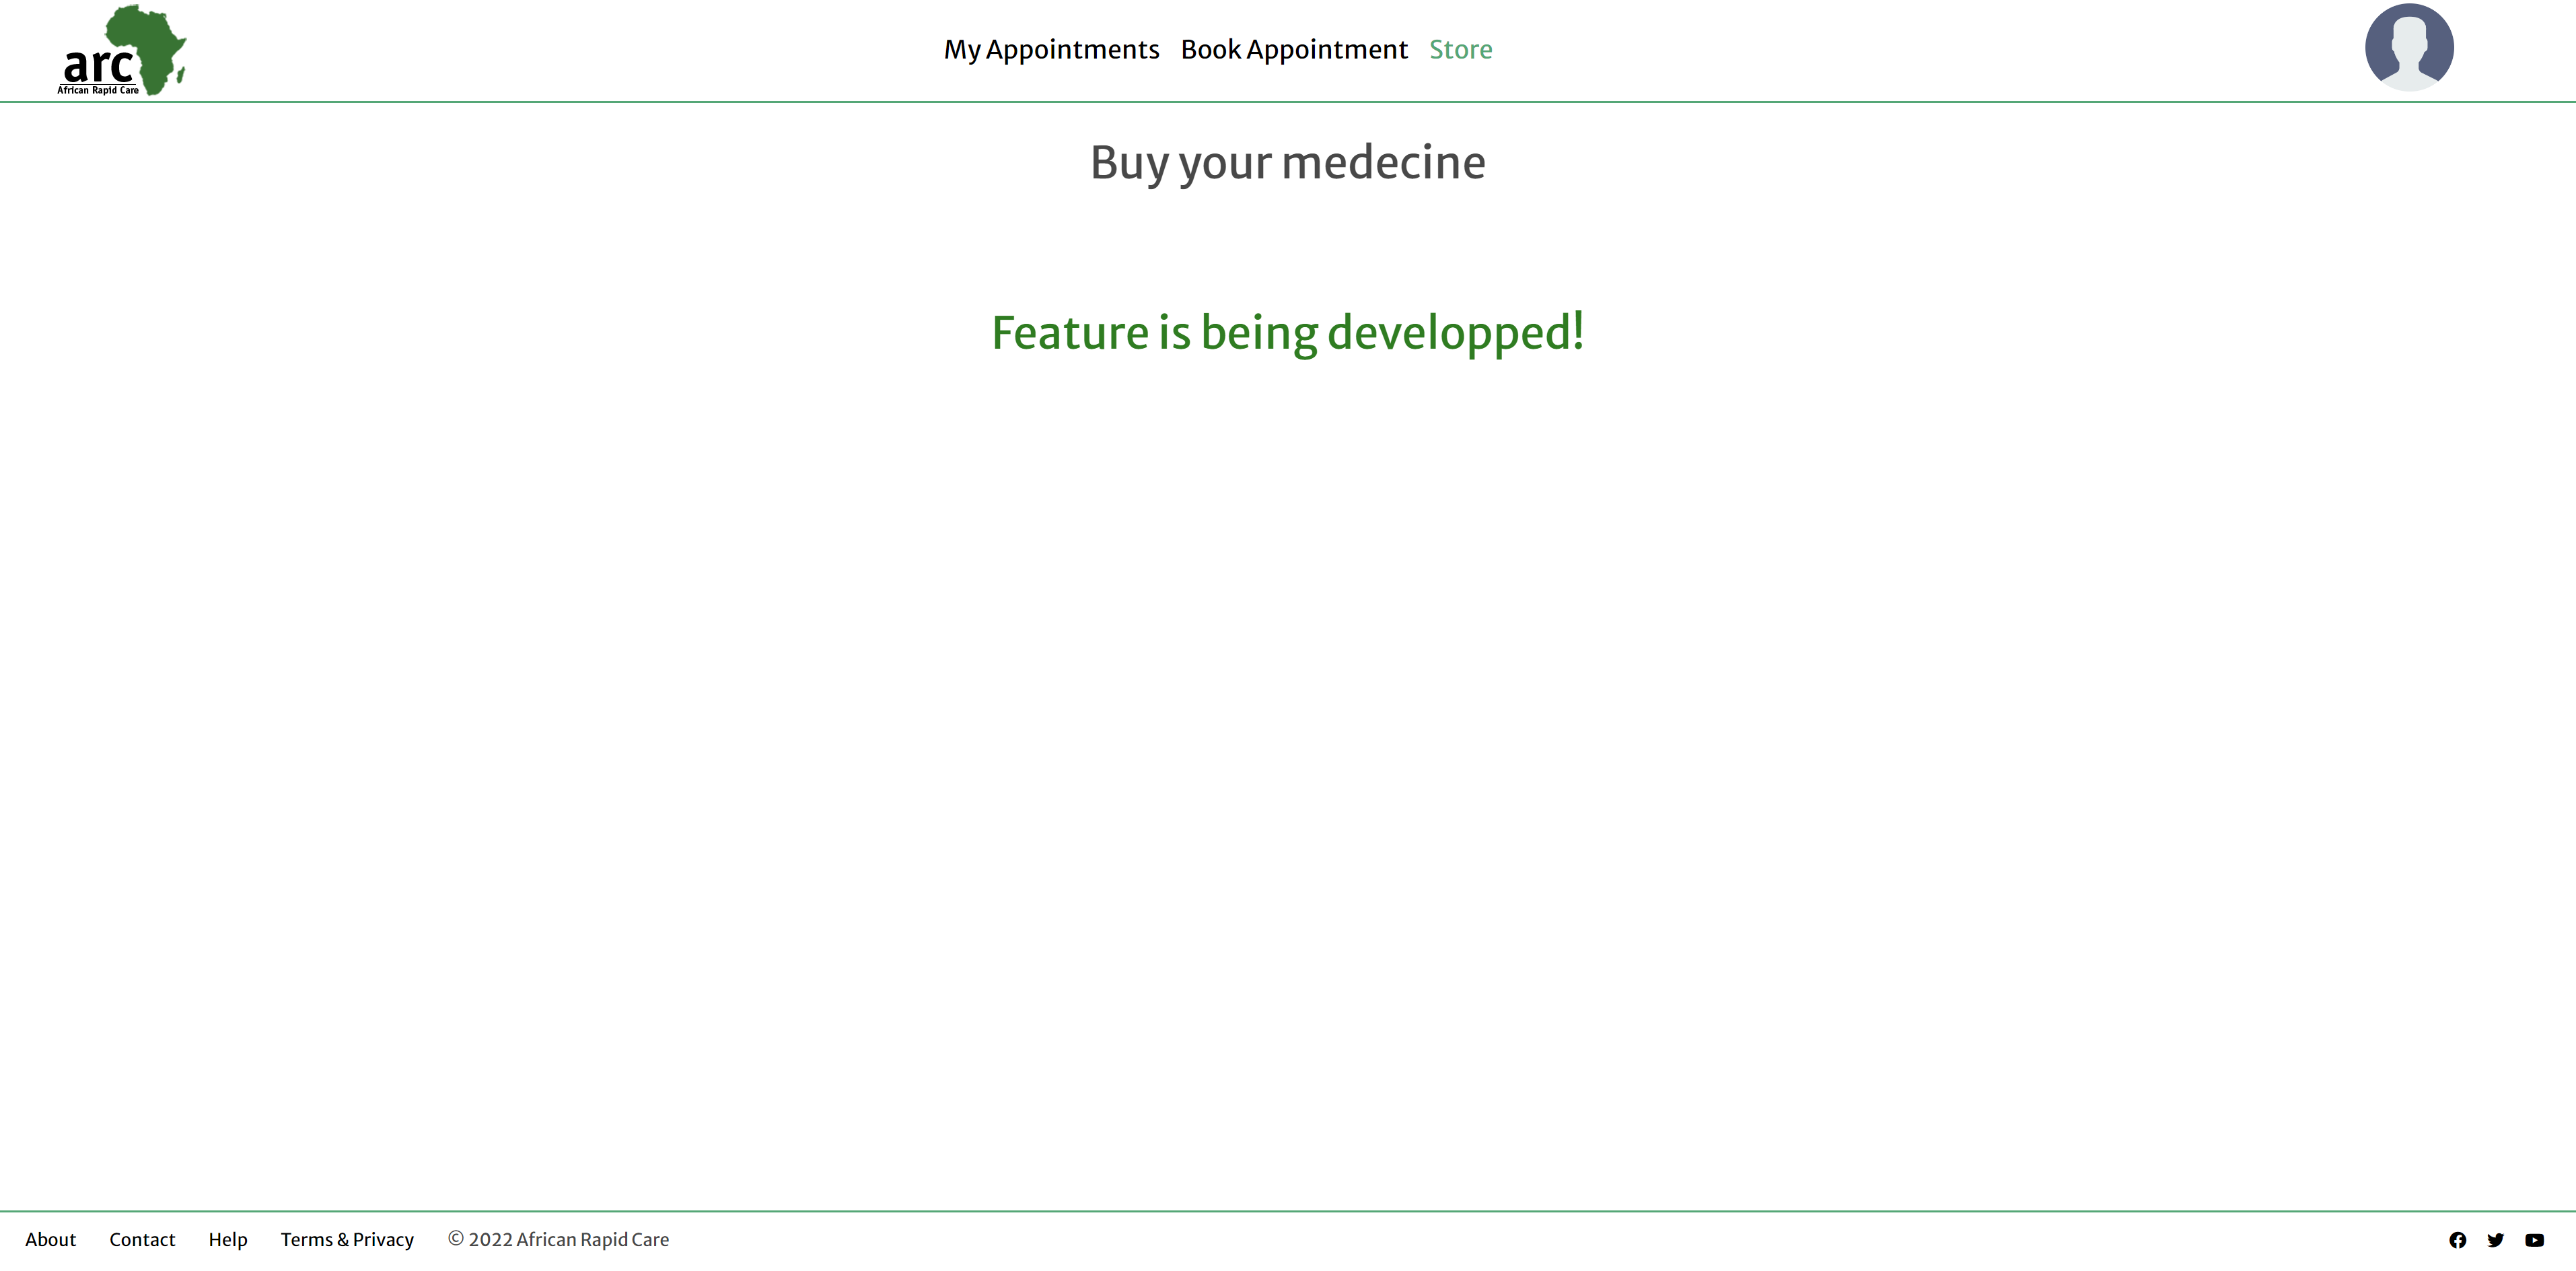 arc
African Rapid Care
My Appointments Book Appointment Store
Buy your medecine
Feature is being developped!
About Contact Help Terms & Privacy © 2022 African Rapid Care